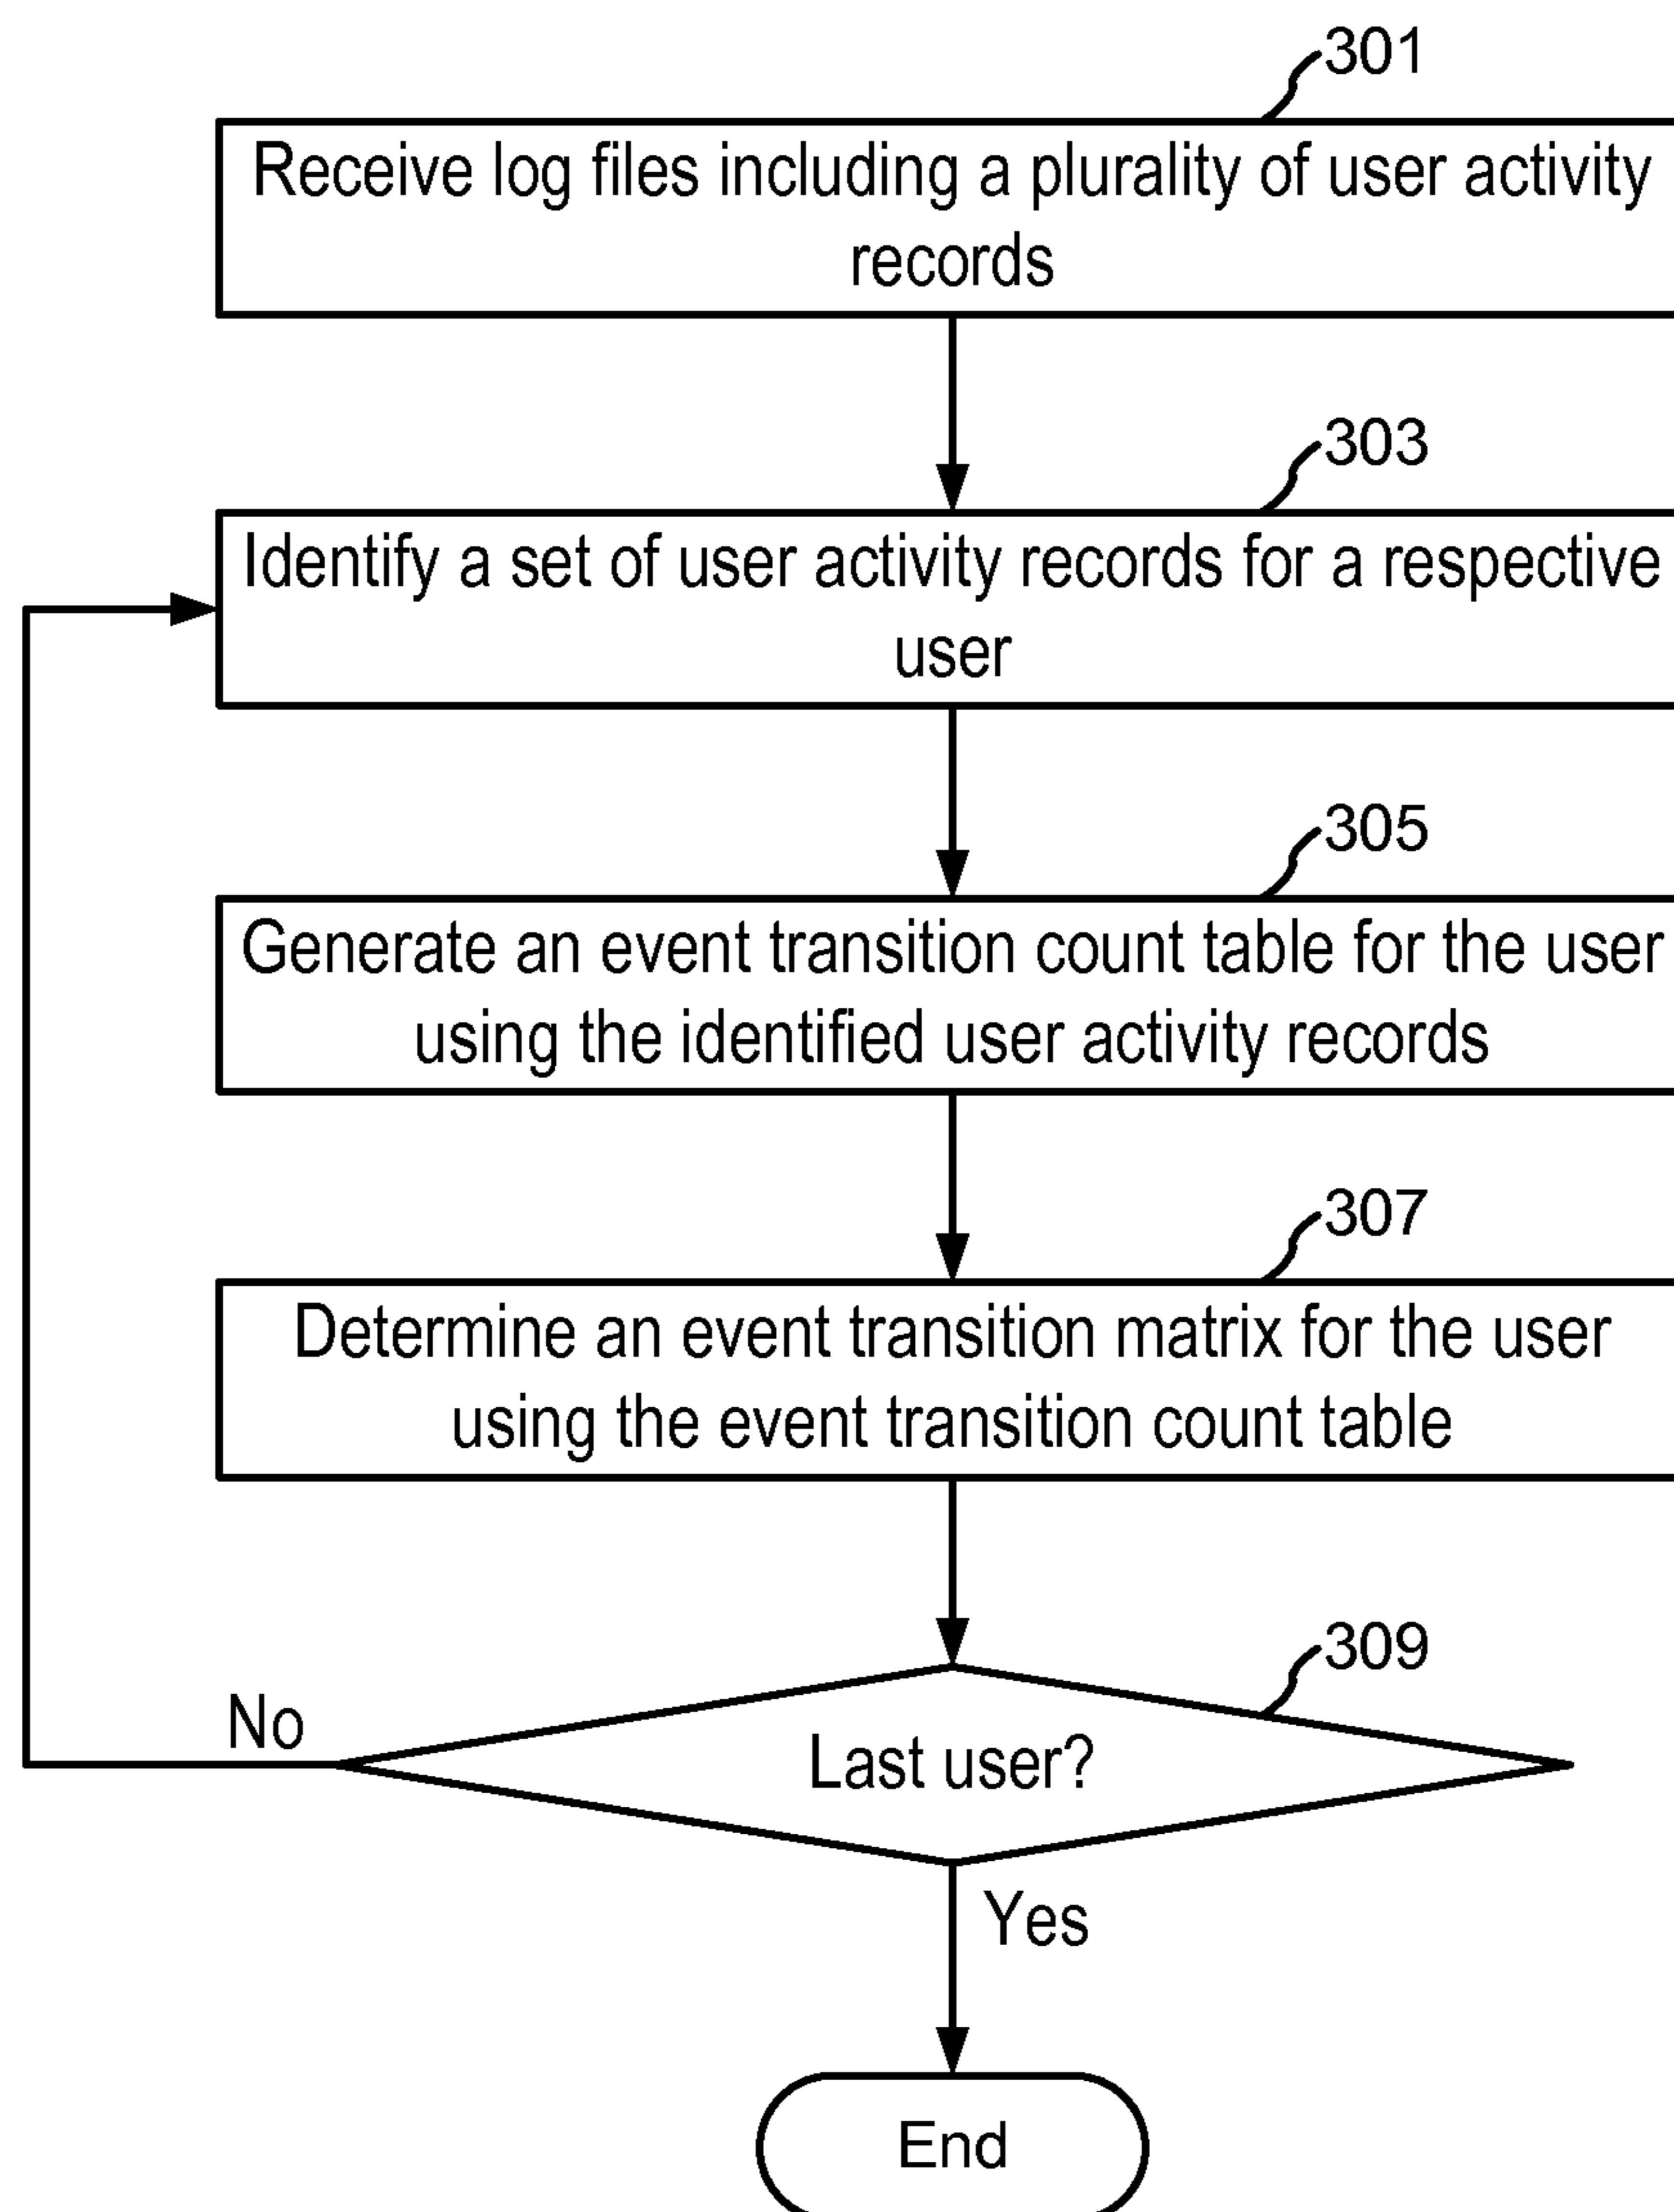 301
Receive log files including a plurality of user activity
records
303
Identify a set of user activity records for a respective
user
305
Generate an event transition count table for the user
using the identified user activity records
307
Determine an event transition matrix for the user
using the event transition count table
309
No
Last user?
Yes
End